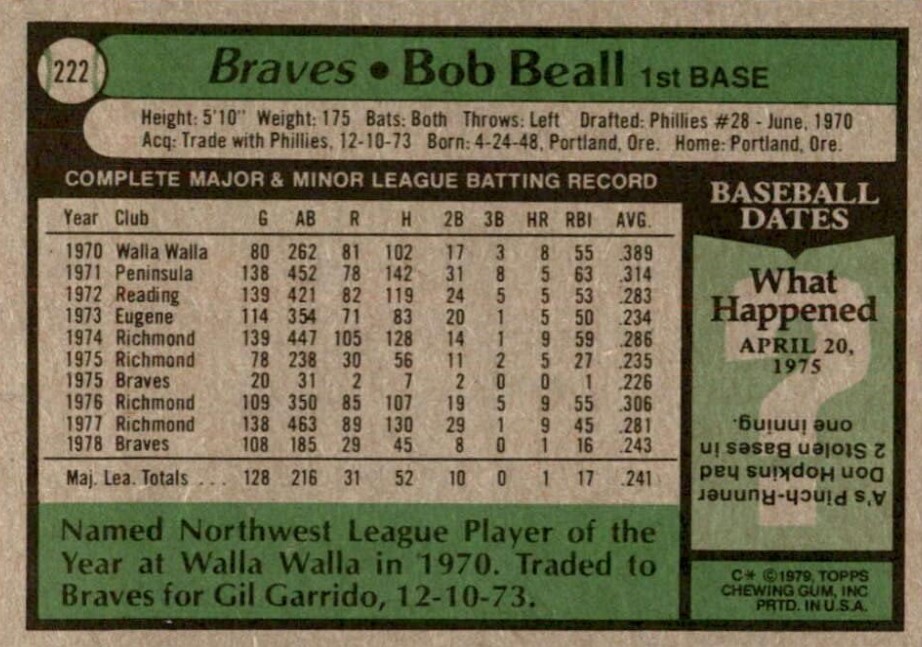 222
Braves • Bob Beall 1st BASE
Height: 5'10" Weight: 175 Bats: Both Throws: Left Drafted: Phillies #28 - June, 1970
Acq: Trade with Phillies, 12-10-73 Born: 4-24-48, Portland, Ore. Home: Portland, Ore.
COMPLETE MAJOR & MINOR LEAGUE BATTING RECORD
Year Club G AB R H 2B 3B HR RBI AVG.
1970 Walla Walla 80 262 81 102 17 3 8 55 .389
1971 Peninsula 138 452 78 142 31 8 5 63 .314
1972 Reading 139 421 82 119 24 5 5 53 .283
1973 Eugene 114 354 71 83 20 1 5 50 .234
1974 Richmond 139 447 105 128 14 1 9 59 .286
1975 Richmond 78 238 30 56 11 2 5 27 .235
1975 Braves 20 31 2 7 2 0 0 1 .226
1976 Richmond 109 350 85 107 19 5 9 55 .306
1977 Richmond 138 463 89 130 29 1 9 45 .281
1978 Braves 108 185 29 45 8 0 1 16 .243
Maj. Lea. Totals ... 128 216 31 52 10 0 1 17 .241
Named Northwest League Player of the
Year at Walla Walla in 1970. Traded to
Braves for Gil Garrido, 12-10-73.
BASEBALL
DATES
What
Happened
APRIL 20,
1975
?
A's Pinch-Runner
Don Hopkins had
2 Stolen Bases in
one inning.
C* ©1979, TOPPS
CHEWING GUM, INC
PRTD. IN U.S.A.